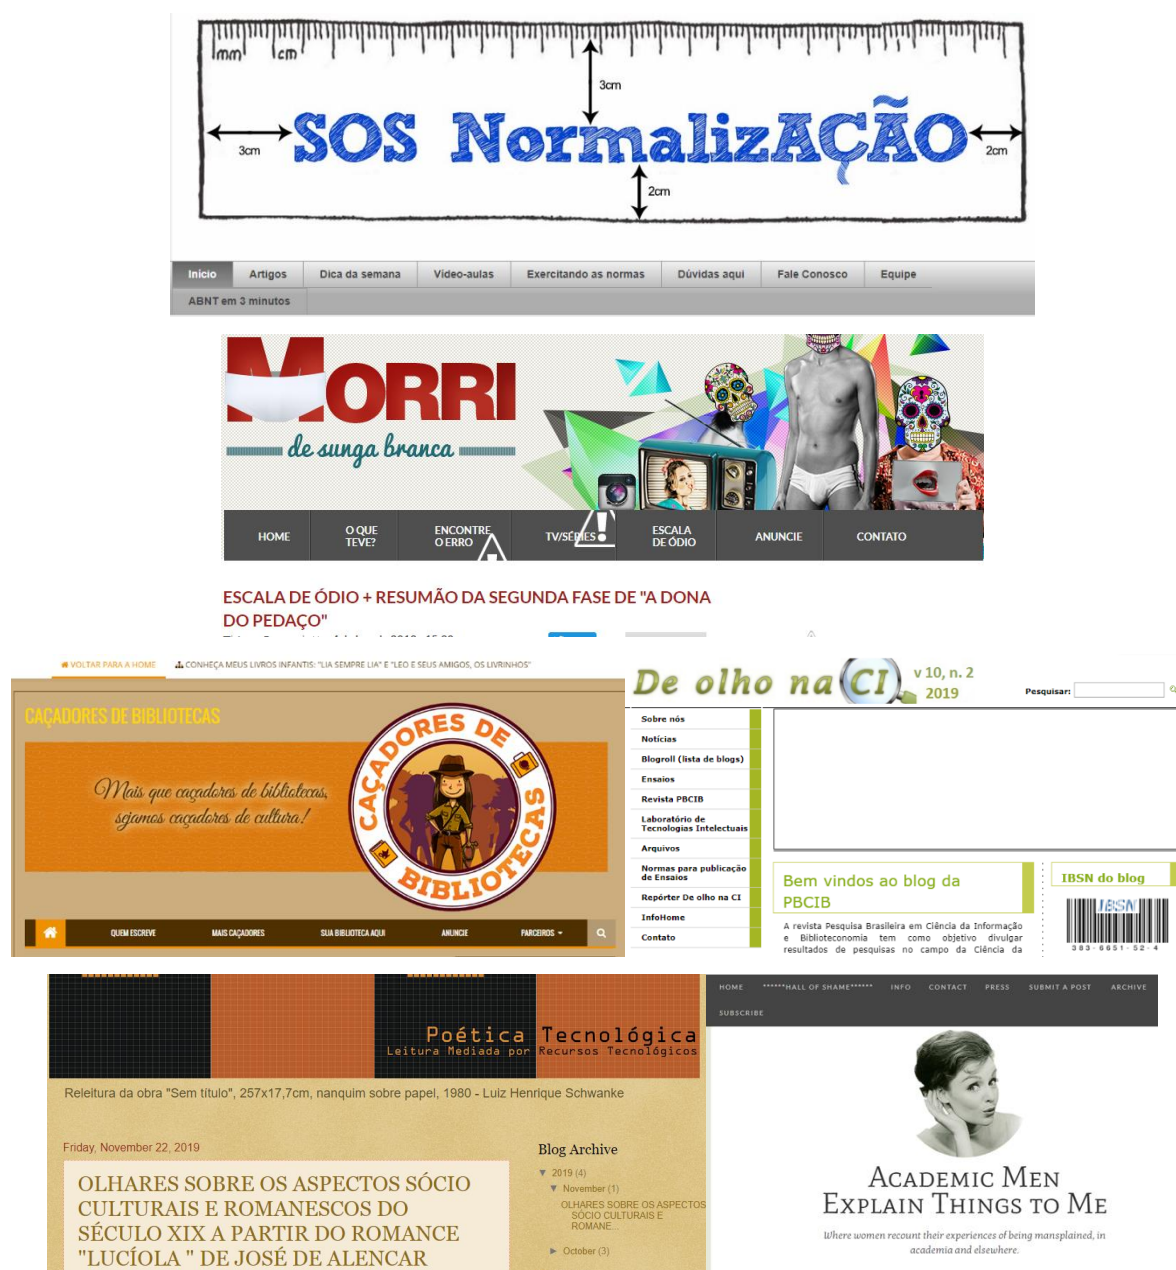 mm cm
3cm
SOS NormalizAÇÃO
3cm
2cm
2cm
Início Artigos Dica da semana Vídeo-aulas Exercitando as normas Dúvidas aqui Fale Conosco Equipe
ABNT em 3 minutos
MORRI
de sunga branca
HOME O QUE TEVE? ENCONTRE O ERRO TV/SÉRIES ESCALA DE ÓDIO ANUNCIE CONTATO
ESCALA DE ÓDIO + RESUMÃO DA SEGUNDA FASE DE "A DONA
DO PEDAÇO"
VOLTAR PARA A HOME CONHEÇA MEUS LIVROS INFANTIS: "LIA SEMPRE LIA" E "LEO E SEUS AMIGOS, OS LIVRINHOS"
CAÇADORES DE BIBLIOTECAS
Mais que caçadores de bibliotecas,
sejamos caçadores de cultura!
CAÇADORES DE
BIBLIOTECAS
QUEM ESCREVE MAIS CAÇADORES SUA BIBLIOTECA AQUI ANUNCIE PARCEIROS
De olho na CI
v 10, n. 2
2019
Pesquisar:
Sobre nós
Notícias
Blogroll (lista de blogs)
Ensaios
Revista PBCIB
Laboratório de
Tecnologias Intelectuais
Arquivos
Normas para publicação
de Ensaios
Repórter De olho na CI
InfoHome
Contato
Bem vindos ao blog da
PBCIB
A revista Pesquisa Brasileira em Ciência da Informação
e Biblioteconomia tem como objetivo divulgar
resultados de pesquisas no campo da Ciência da
IBSN do blog
IBSN
383-6651-52-4
Poética Tecnológica
Leitura Mediada por Recursos Tecnológicos
Releitura da obra "Sem título", 257x17,7cm, nanquim sobre papel, 1980 - Luiz Henrique Schwanke
Friday, November 22, 2019
OLHARES SOBRE OS ASPECTOS SÓCIO
CULTURAIS E ROMANESCOS DO
SÉCULO XIX A PARTIR DO ROMANCE
"LUCÍOLA " DE JOSÉ DE ALENCAR
Blog Archive
▼ 2019 (4)
▼ November (1)
OLHARES SOBRE OS ASPECTOS
SÓCIO CULTURAIS E
ROMANE...
► October (3)
HOME ******HALL OF SHAME****** INFO CONTACT PRESS SUBMIT A POST ARCHIVE
SUBSCRIBE
ACADEMIC MEN
EXPLAIN THINGS TO ME
Where women recount their experiences of being mansplained, in
academia and elsewhere.